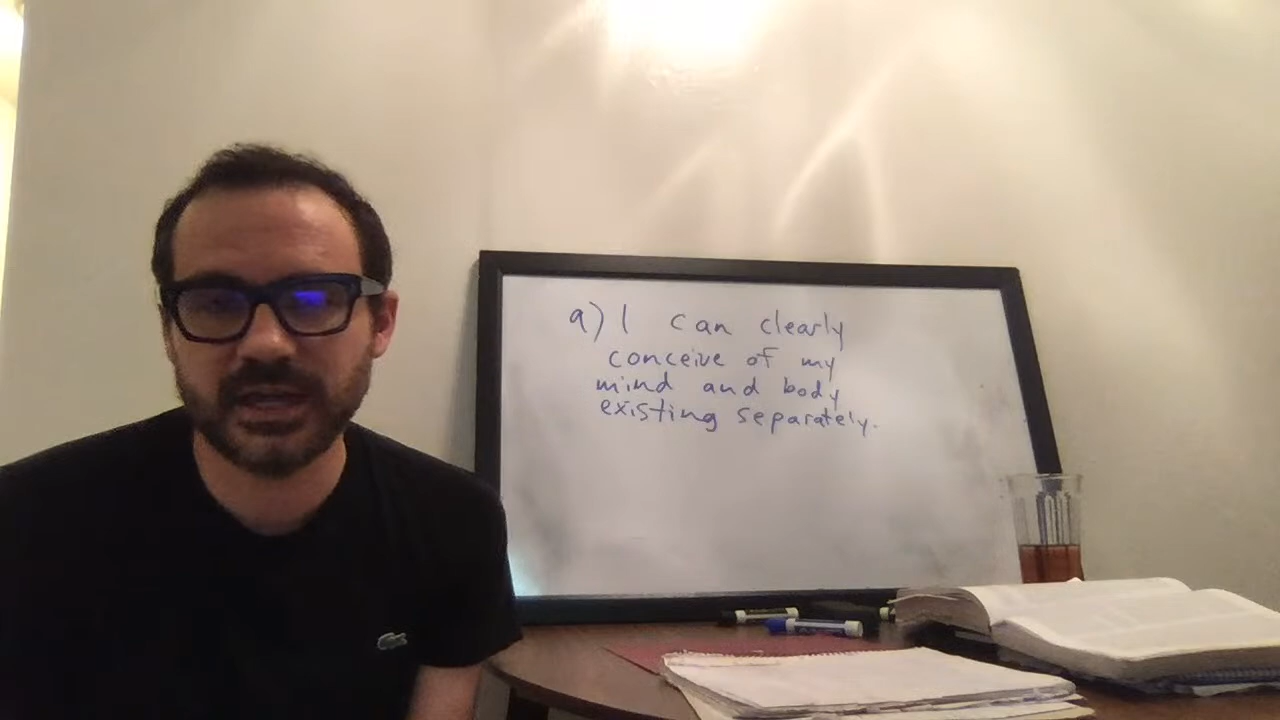 a) I can clearly
conceive of my
mind and body
existing separately.